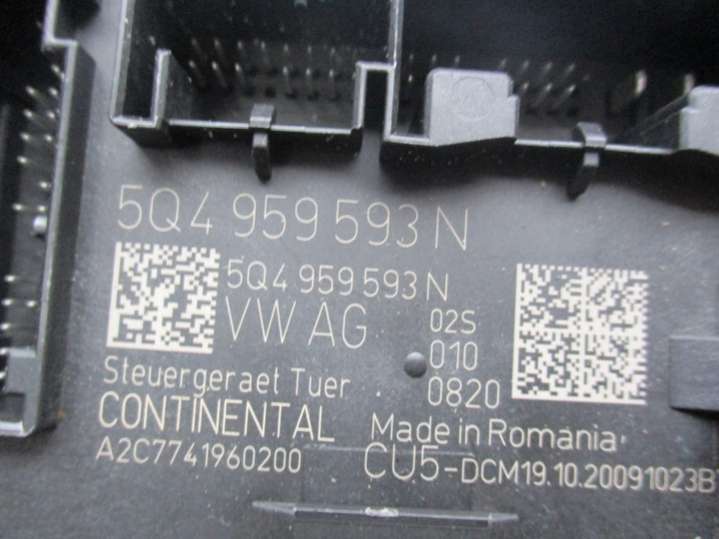 5Q4 959 593 N
5Q4 959 593 N
VW AG
02S
010
0820
Steuergeraet Tuer
CONTINENTAL
Made in Romania
A2C7741960200
CU5-DCM19.10.20091023B